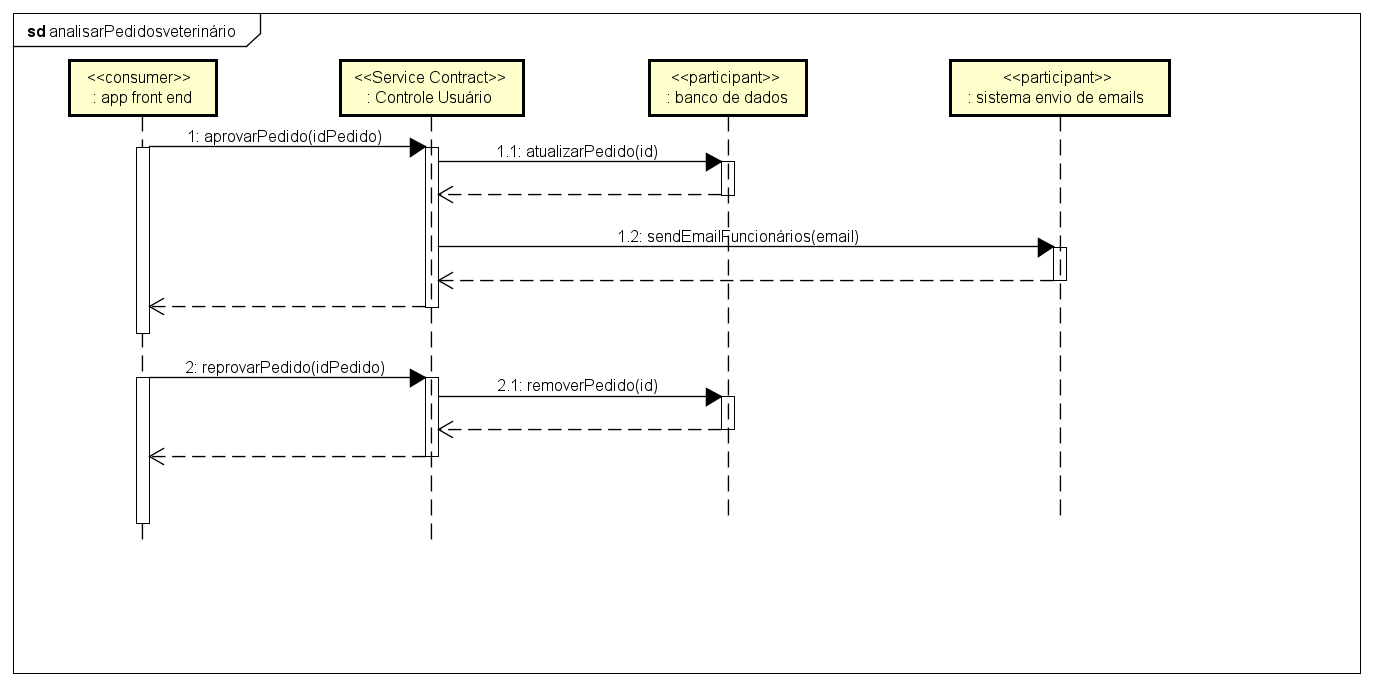 sd analisarPedidosveterinário
<<consumer>>
: app front end
<<Service Contract>>
: Controle Usuário
<<participant>>
: banco de dados
<<participant>>
: sistema envio de emails
1: aprovarPedido(idPedido)
1.1: atualizarPedido(id)
1.2: sendEmailFuncionários(email)
2: reprovarPedido(idPedido)
2.1: removerPedido(id)